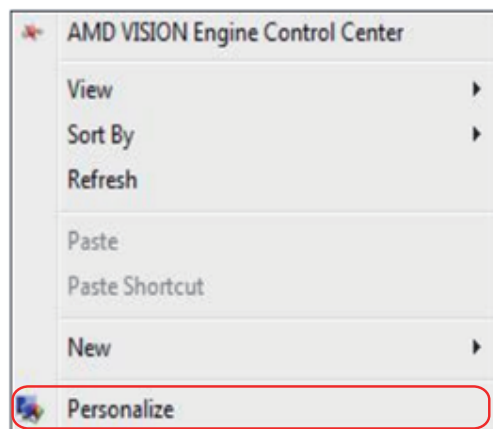 AMD VISION Engine Control Center
View
Sort By
Refresh
Paste
Paste Shortcut
New
Personalize